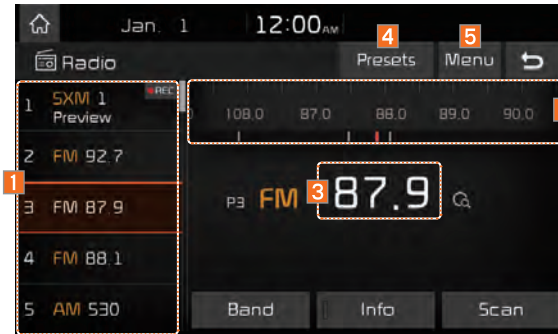 Jan. 1 12:00AM
4 5
Radio Presets Menu
1 SXM 1 REC
Preview
108.0 87.0 88.0 89.0 90.0
2 FM 92.7
1
3 FM 87.9
P3 FM 3 87.9
4 FM 88.1
5 AM 530
Band Info Scan